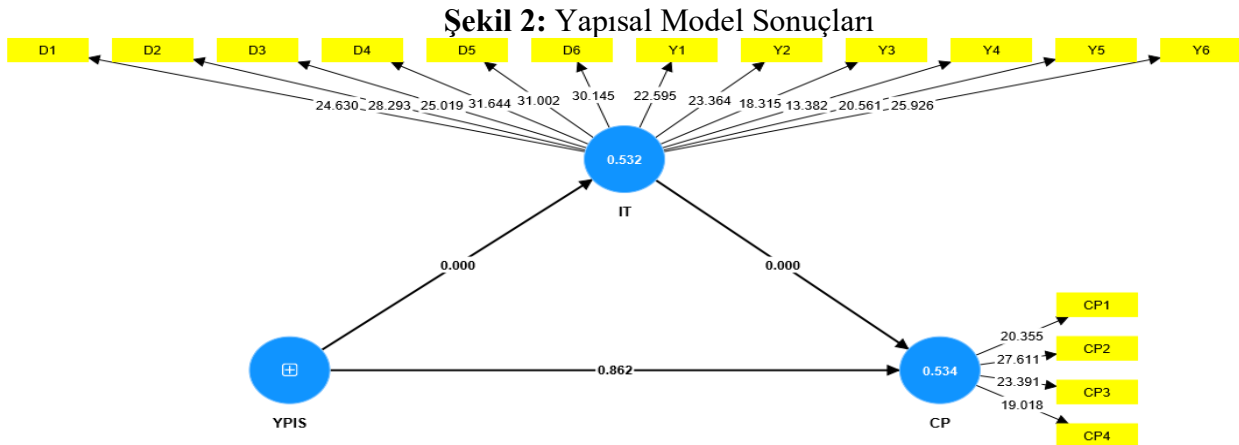 Şekil 2: Yapısal Model Sonuçları
D1 D2 D3 D4 D5 D6 Y1 Y2 Y3 Y4 Y5 Y6
24.630 28.293 25.019 31.644 31.002 30.145 22.595 23.364 18.315 13.382 20.561 25.926
0.532
IT
0.000 0.000
CP1
20.355
CP2
27.611
0.862 0.534
23.391 CP3
19.018
YPIS CP
CP4